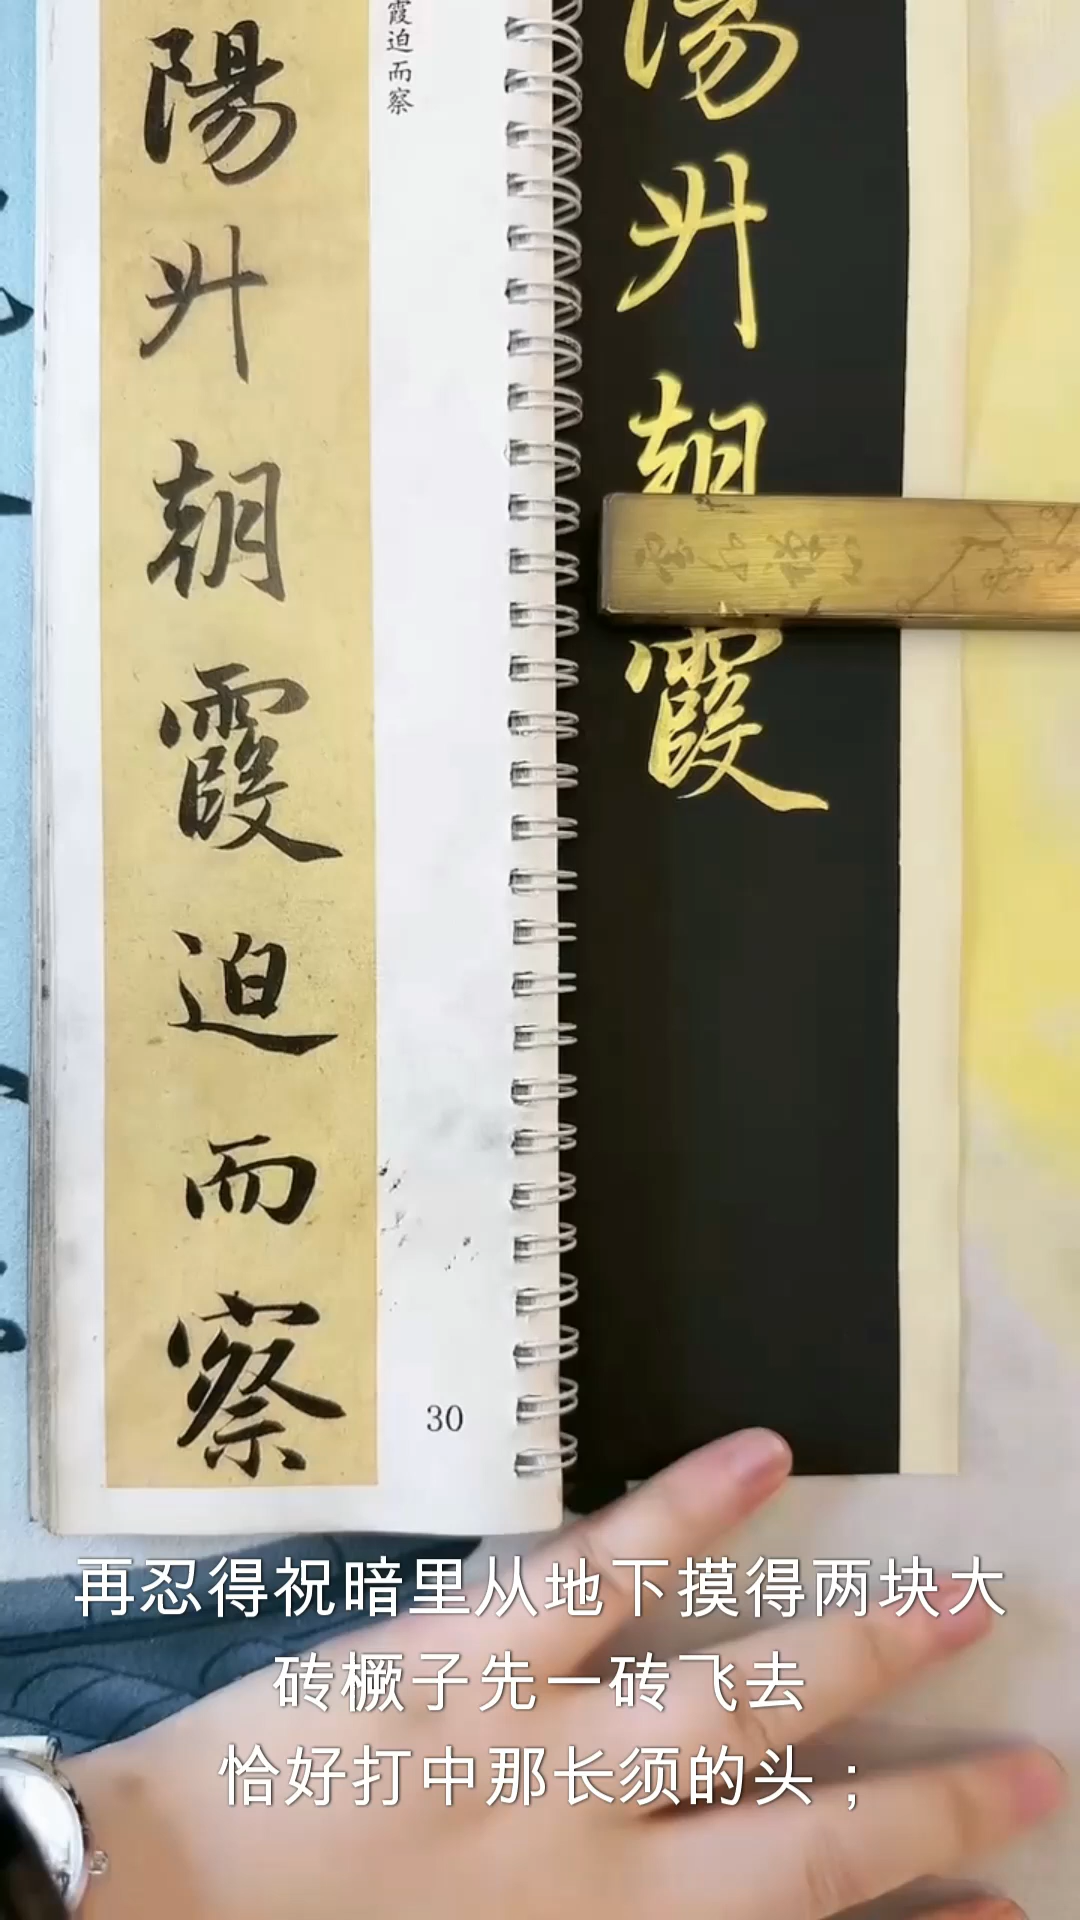 霞迫而察
陽升朝霞迫而察
陽升朝霞
30
再忍得祝暗里从地下摸得两块大
砖橛子先一砖飞去
恰好打中那长须的头；